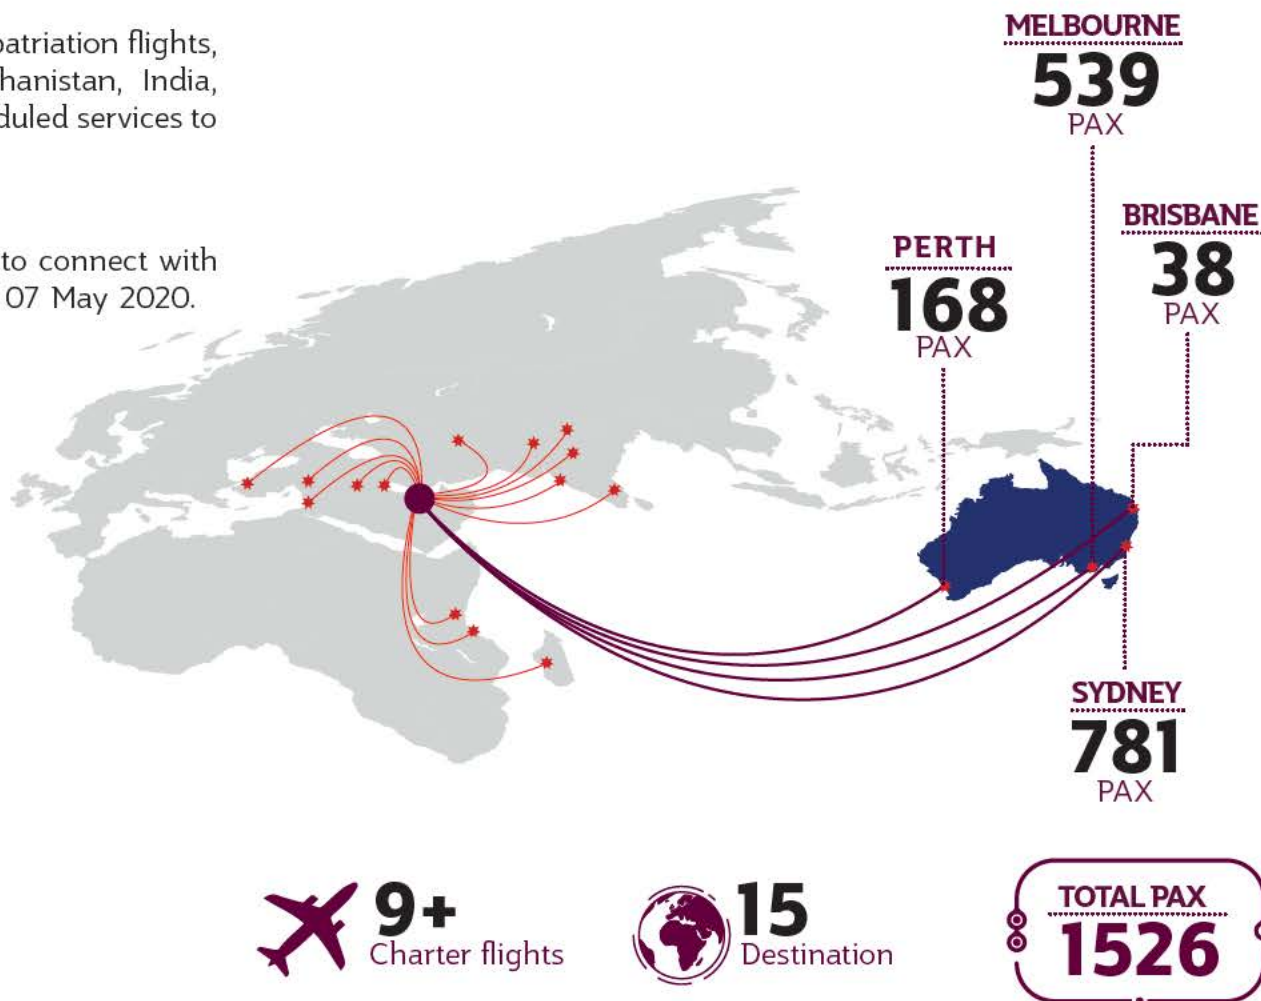 patriation flights,
hanistan, India,
duled services to
to connect with
07 May 2020.
MELBOURNE
539
PAX
BRISBANE
38
PAX
PERTH
168
PAX
SYDNEY
781
PAX
9+
Charter flights
15
Destination
TOTAL PAX
1526